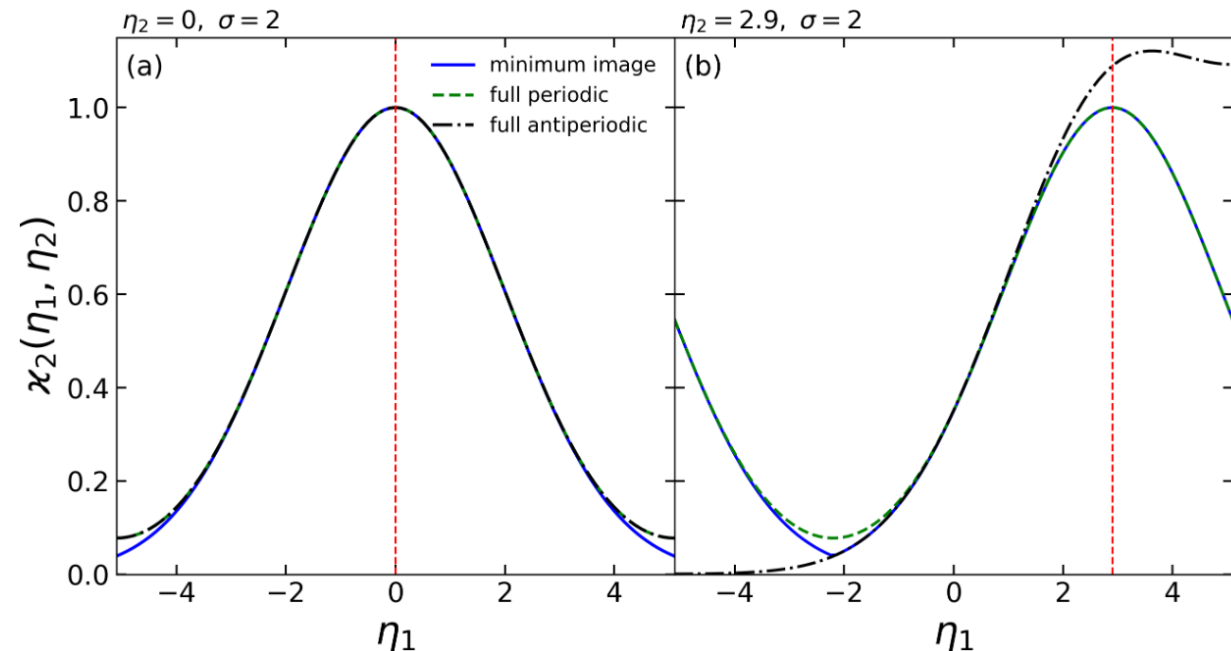 η₂ = 0, σ = 2
η₂ = 2.9, σ = 2
(a)
minimum image
full periodic
full antiperiodic
(b)
1.0
0.8
0.6
0.4
0.2
0.0
ϰ₂(η₁, η₂)
−4 −2 0 2 4
−4 −2 0 2 4
η₁
η₁